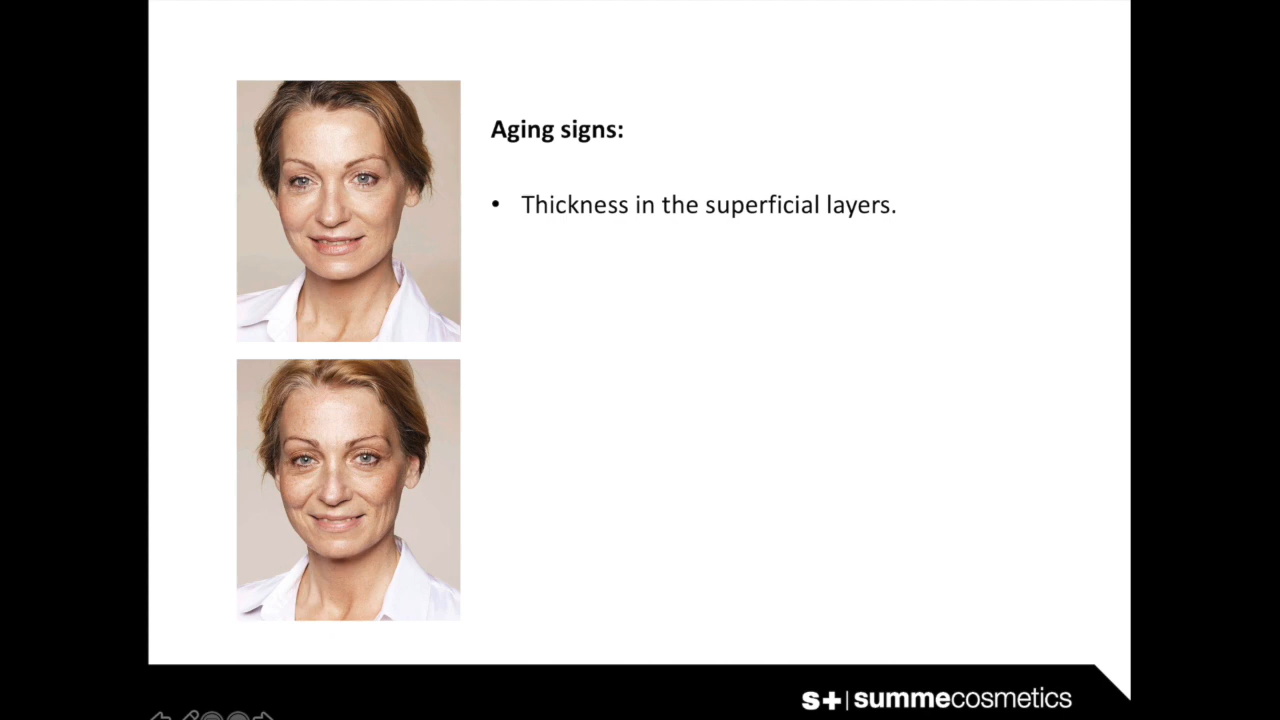 Aging signs:
• Thickness in the superficial layers.
s+|summecosmetics